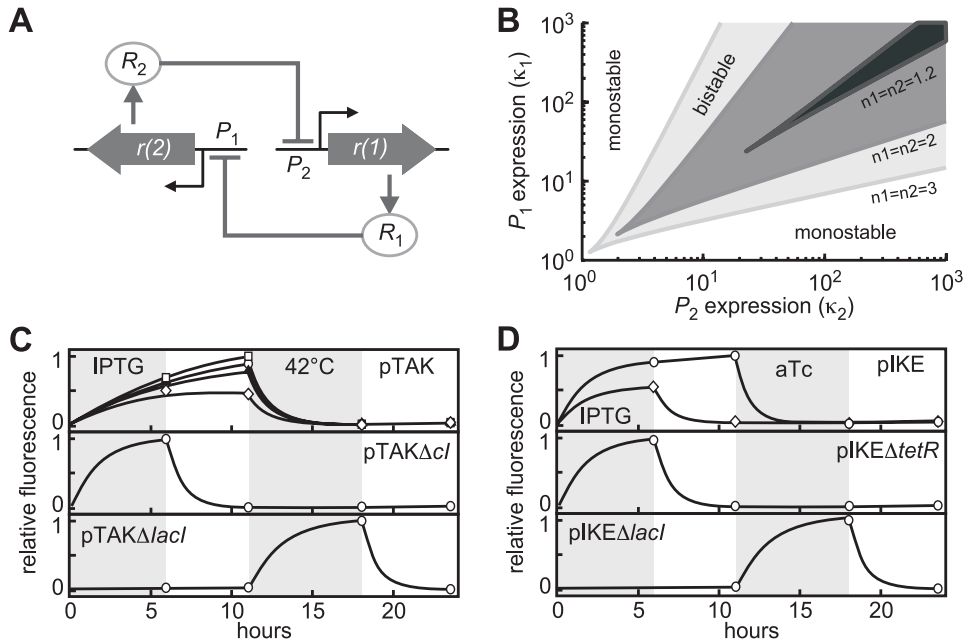 A
R2
P1
r(2)
P2
r(1)
R1
B
P1 expression (κ1)
10³
10²
10¹
10⁰
monostable
bistable
n1=n2=1.2
n1=n2=2
n1=n2=3
monostable
10⁰
10¹
10²
10³
P2 expression (κ2)
C
relative fluorescence
1
0
IPTG
42°C
pTAK
1
0
pTAKΔcI
1
0
pTAKΔlacI
0
5
10
15
20
hours
D
relative fluorescence
1
0
IPTG
aTc
pIKE
1
0
pIKEΔtetR
1
0
pIKEΔlacI
0
5
10
15
20
hours